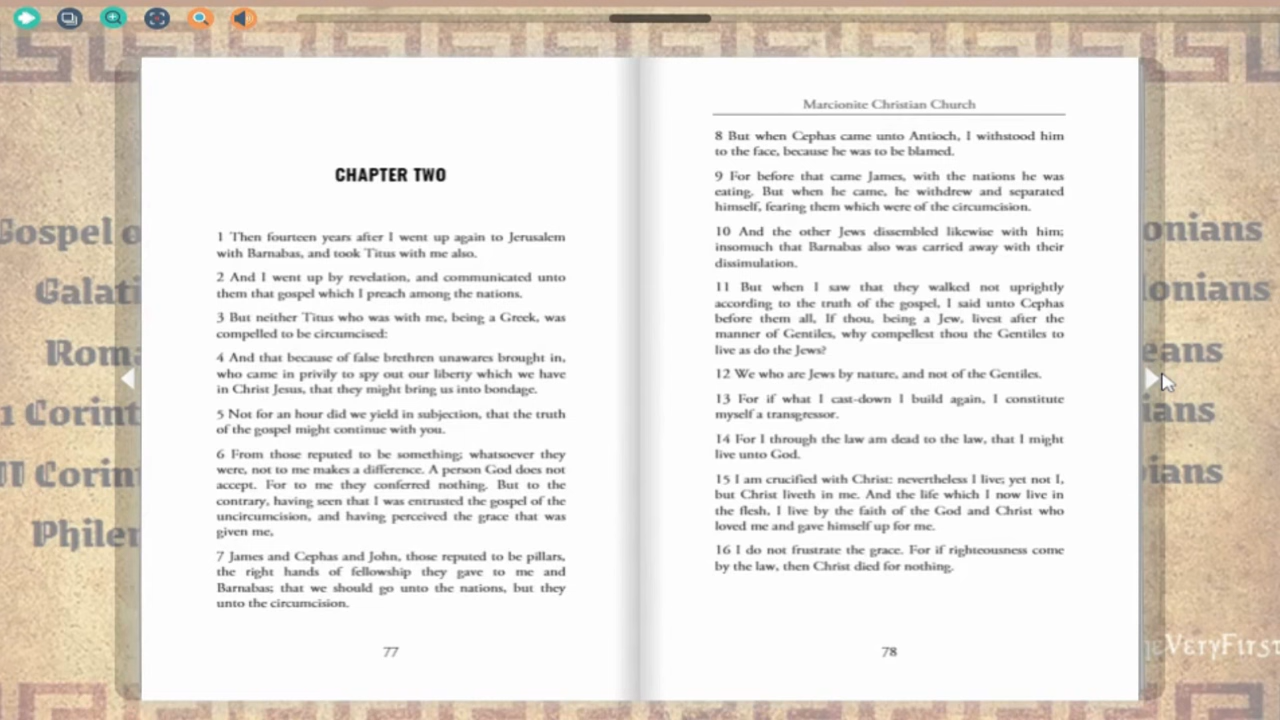 CHAPTER TWO
1 Then fourteen years after I went up again to Jerusalem
with Barnabas, and took Titus with me also.
2 And I went up by revelation, and communicated unto
them that gospel which I preach among the nations.
3 But neither Titus who was with me, being a Greek, was
compelled to be circumcised:
4 And that because of false brethren unawares brought in,
who came in privily to spy out our liberty which we have
in Christ Jesus, that they might bring us into bondage.
5 Not for an hour did we yield in subjection, that the truth
of the gospel might continue with you.
6 From those reputed to be something; whatsoever they
were, not to me makes a difference. A person God does not
accept. For to me they conferred nothing. But to the
contrary, having seen that I was entrusted the gospel of the
uncircumcision, and having perceived the grace that was
given me,
7 James and Cephas and John, those reputed to be pillars,
the right hands of fellowship they gave to me and
Barnabas; that we should go unto the nations, but they
unto the circumcision.
77
Marcionite Christian Church
8 But when Cephas came unto Antioch, I withstood him
to the face, because he was to be blamed.
9 For before that came James, with the nations he was
eating. But when he came, he withdrew and separated
himself, fearing them which were of the circumcision.
10 And the other Jews dissembled likewise with him;
insomuch that Barnabas also was carried away with their
dissimulation.
11 But when I saw that they walked not uprightly
according to the truth of the gospel, I said unto Cephas
before them all, If thou, being a Jew, livest after the
manner of Gentiles, why compellest thou the Gentiles to
live as do the Jews?
12 We who are Jews by nature, and not of the Gentiles.
13 For if what I cast-down I build again, I constitute
myself a transgressor.
14 For I through the law am dead to the law, that I might
live unto God.
15 I am crucified with Christ: nevertheless I live; yet not I,
but Christ liveth in me. And the life which I now live in
the flesh, I live by the faith of the God and Christ who
loved me and gave himself up for me.
16 I do not frustrate the grace. For if righteousness come
by the law, then Christ died for nothing.
78
Gospel o
Galati
Roma
1 Corint
II Corin
Philer
onians
lonians
eans
ians
pians
eVeryFirst